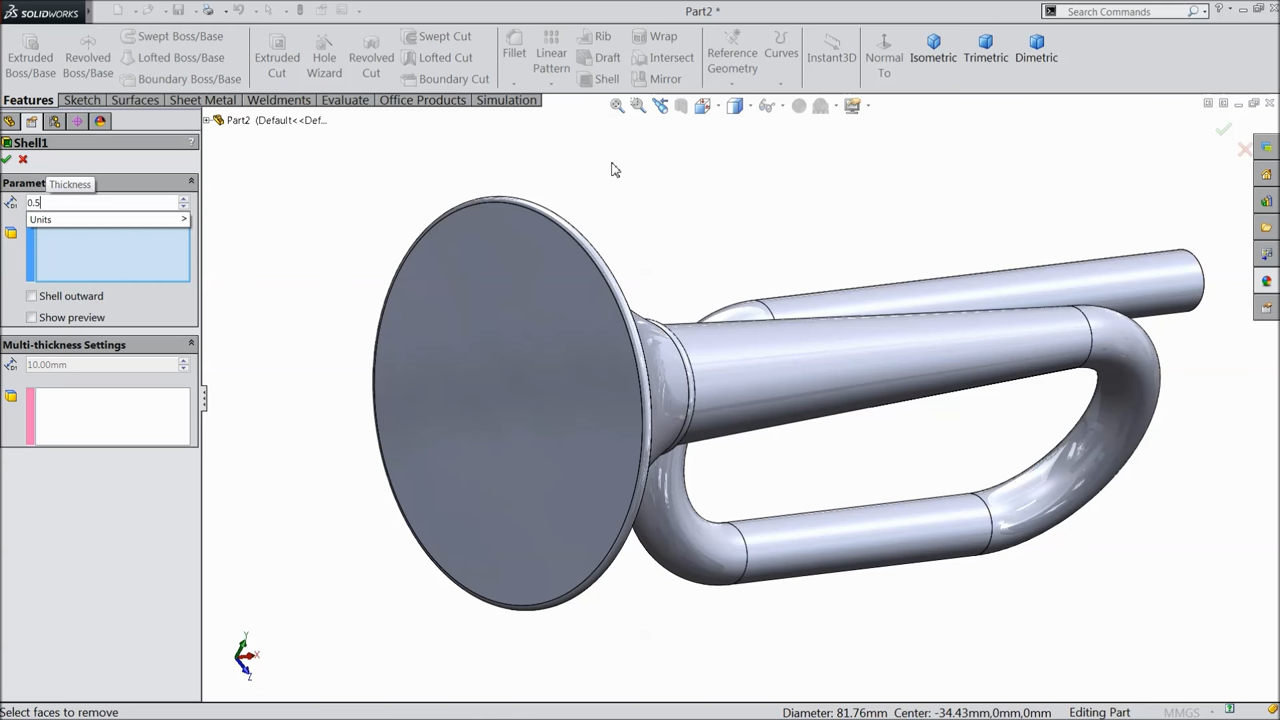 SOLIDWORKS
Part2 *
Search Commands
Extruded Boss/Base
Revolved Boss/Base
Swept Boss/Base
Lofted Boss/Base
Boundary Boss/Base
Extruded Cut
Hole Wizard
Revolved Cut
Swept Cut
Lofted Cut
Boundary Cut
Fillet
Linear Pattern
Rib
Draft
Shell
Wrap
Intersect
Mirror
Reference Geometry
Curves
Instant3D
Normal To
Isometric
Trimetric
Dimetric
Features
Sketch
Surfaces
Sheet Metal
Weldments
Evaluate
Office Products
Simulation
Part2 (Default<<Def...
Shell1
?
Paramet
Thickness
0.5
Units >
Shell outward
Show preview
Multi-thickness Settings
10.00mm
Y
X
Z
Select faces to remove
Diameter: 81.76mm Center: -34.43mm,0mm,0mm
Editing Part
MMGS